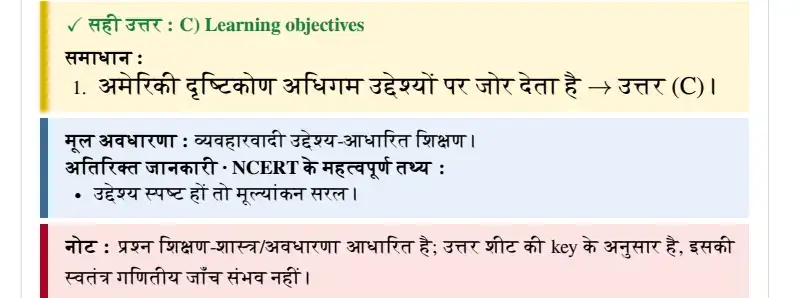 ✓ सही उत्तर : C) Learning objectives
समाधान :
1. अमेरिकी दृष्टिकोण अधिगम उद्देश्यों पर जोर देता है → उत्तर (C)।
मूल अवधारणा : व्यवहारवादी उद्देश्य-आधारित शिक्षण।
अतिरिक्त जानकारी · NCERT के महत्वपूर्ण तथ्य :
• उद्देश्य स्पष्ट हों तो मूल्यांकन सरल।
नोट : प्रश्न शिक्षण-शास्त्र/अवधारणा आधारित है; उत्तर शीट की key के अनुसार है, इसकी
स्वतंत्र गणितीय जाँच संभव नहीं।